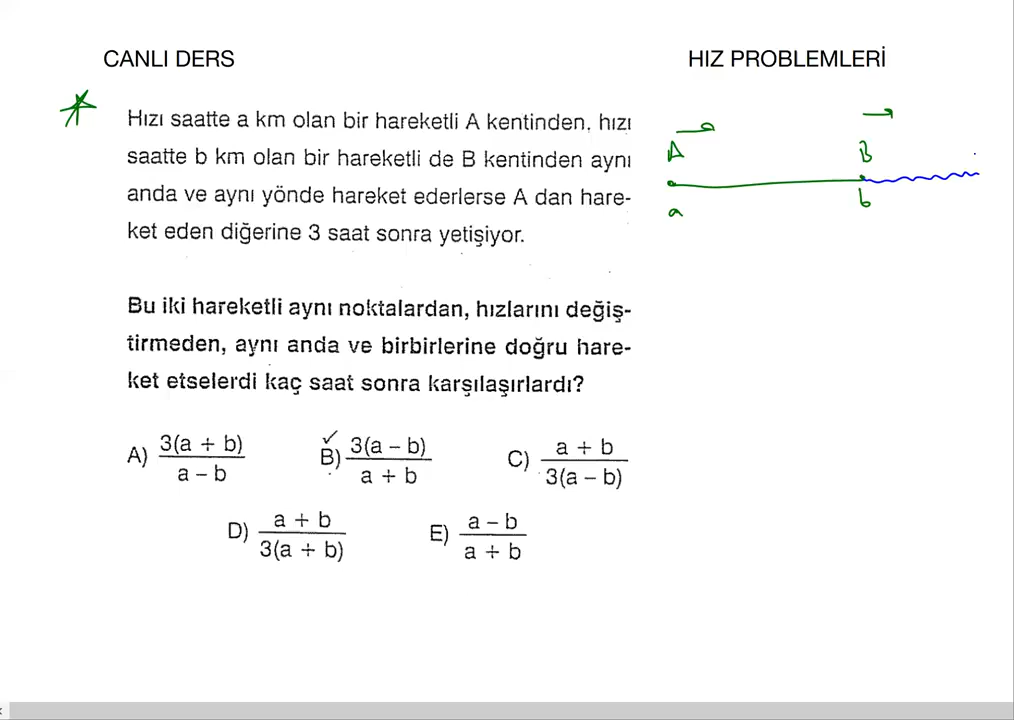 CANLI DERS
HIZ PROBLEMLERİ
Hızı saatte a km olan bir hareketli A kentinden, hızı
saatte b km olan bir hareketli de B kentinden aynı
anda ve aynı yönde hareket ederlerse A dan hare-
ket eden diğerine 3 saat sonra yetişiyor.
A B
a b
Bu iki hareketli aynı noktalardan, hızlarını değiş-
tirmeden, aynı anda ve birbirlerine doğru hare-
ket etselerdi kaç saat sonra karşılaşırlardı?
A) 3(a + b) / a – b B) 3(a – b) / a + b C) a + b / 3(a – b)
D) a + b / 3(a + b) E) a – b / a + b